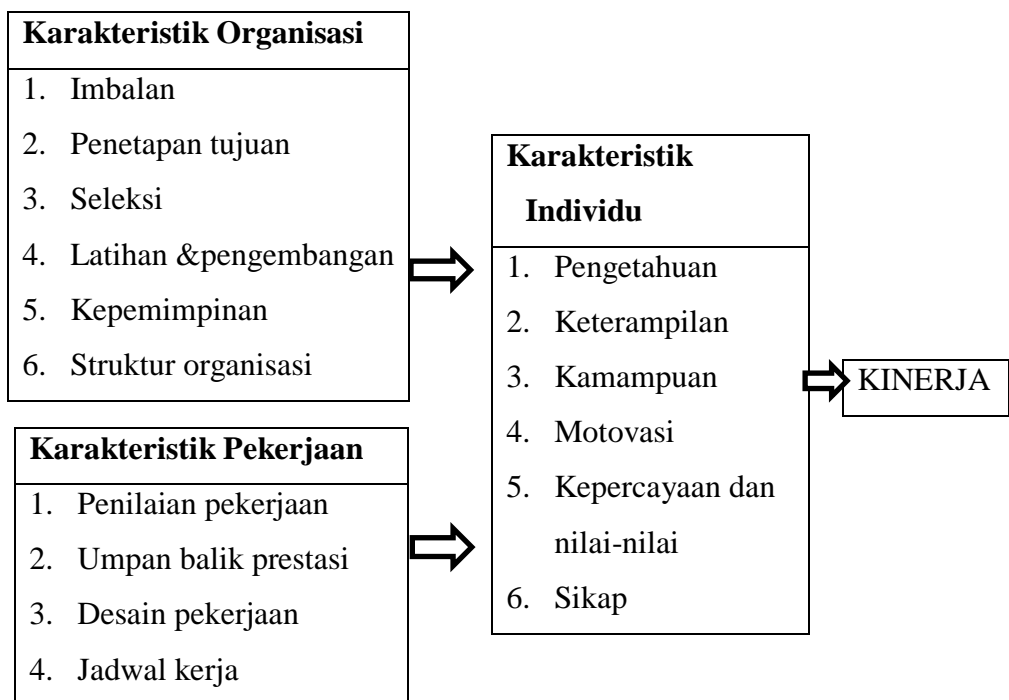 Karakteristik Organisasi
1. Imbalan
2. Penetapan tujuan
3. Seleksi
4. Latihan &pengembangan
5. Kepemimpinan
6. Struktur organisasi
Karakteristik Pekerjaan
1. Penilaian pekerjaan
2. Umpan balik prestasi
3. Desain pekerjaan
4. Jadwal kerja
Karakteristik
Individu
1. Pengetahuan
2. Keterampilan
3. Kamampuan
4. Motovasi
5. Kepercayaan dan
nilai-nilai
6. Sikap
KINERJA